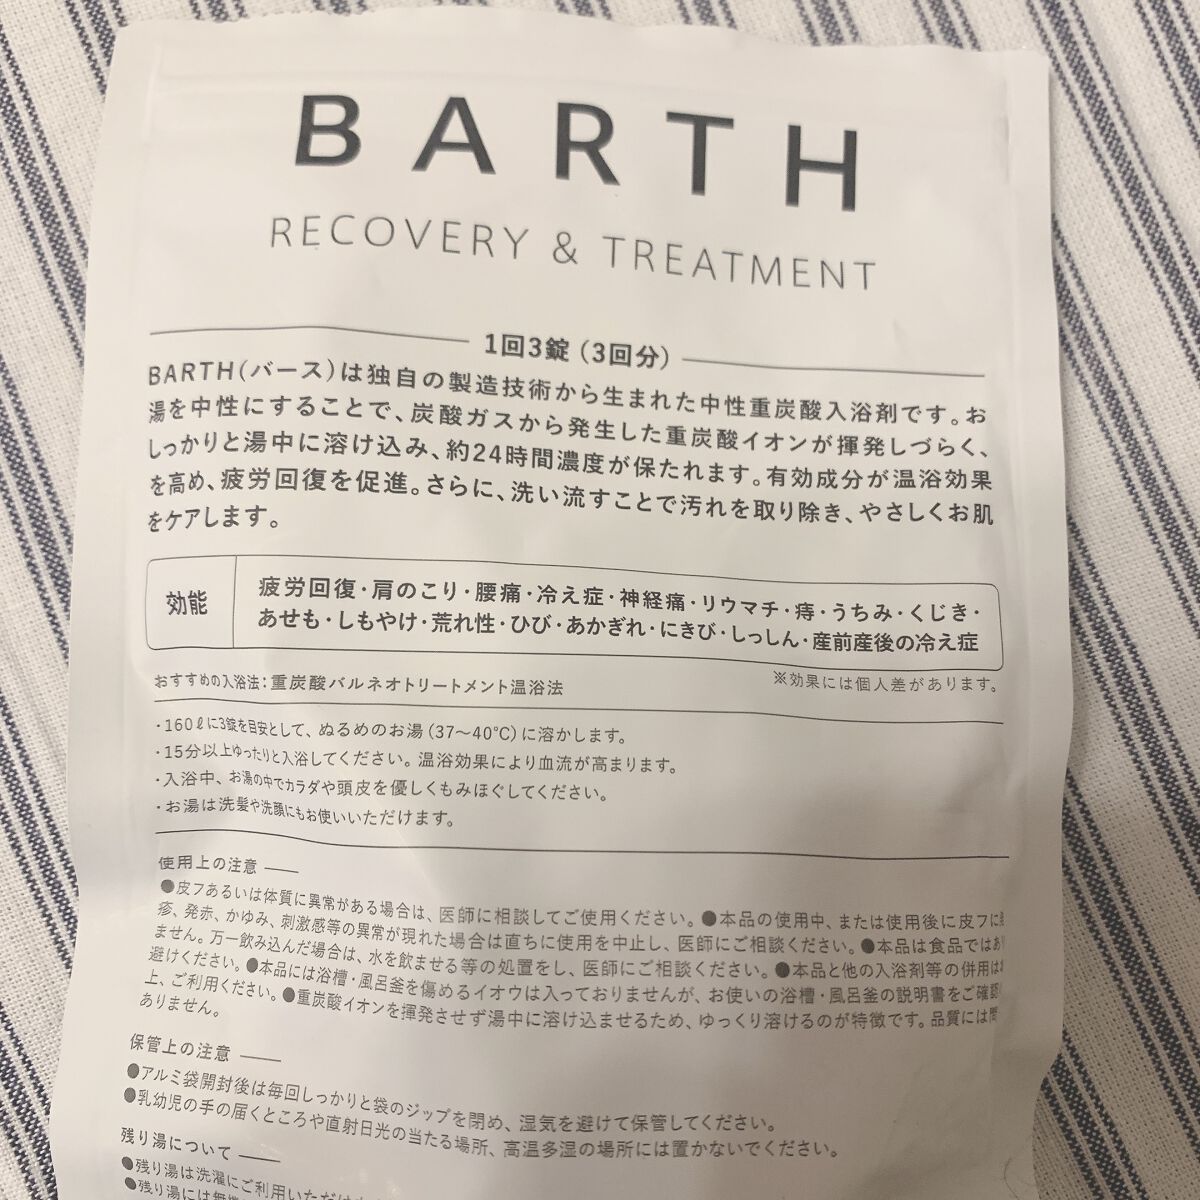 BARTH
RECOVERY & TREATMENT
1回3錠(3回分)
BARTH(バース)は独自の製造技術から生まれた中性重炭酸入浴剤です。お
湯を中性にすることで、炭酸ガスから発生した重炭酸イオンが揮発しづらく、
しっかりと湯中に溶け込み、約24時間濃度が保たれます。有効成分が温浴効果
を高め、疲労回復を促進。さらに、洗い流すことで汚れを取り除き、やさしくお肌
をケアします。
効能
疲労回復・肩のこり・腰痛・冷え症・神経痛・リウマチ・痔・うちみ・くじき・
あせも・しもやけ・荒れ性・ひび・あかぎれ・にきび・しっしん・産前産後の冷え症
おすすめの入浴法:重炭酸バルネオトリートメント温浴法
※効果には個人差があります。
・160ℓに3錠を目安として、ぬるめのお湯(37〜40℃)に溶かします。
・15分以上ゆったりと入浴してください。温浴効果により血流が高まります。
・入浴中、お湯の中でカラダや頭皮を優しくもみほぐしてください。
・お湯は洗髪や洗顔にもお使いいただけます。
使用上の注意
●皮フあるいは体質に異常がある場合は、医師に相談してご使用ください。●本品の使用中、または使用後に皮フに
疹、発赤、かゆみ、刺激感等の異常が現れた場合は直ちに使用を中止し、医師にご相談ください。●本品は食品ではあり
ません。万一飲み込んだ場合は、水を飲ませる等の処置をし、医師にご相談ください。●本品と他の入浴剤等の併用は
避けください。●本品には浴槽・風呂釜を傷めるイオウは入っておりませんが、お使いの浴槽・風呂釜の説明書をご確認
上、ご利用ください。●重炭酸イオンを揮発させず湯中に溶け込ませるため、ゆっくり溶けるのが特徴です。品質には問
ありません。
保管上の注意
●アルミ袋開封後は毎回しっかりと袋のジップを閉め、湿気を避けて保管してください。
●乳幼児の手の届くところや直射日光の当たる場所、高温多湿の場所には置かないでください。
残り湯について
●残り湯は洗濯にご利用いただけ
●残り湯には無機